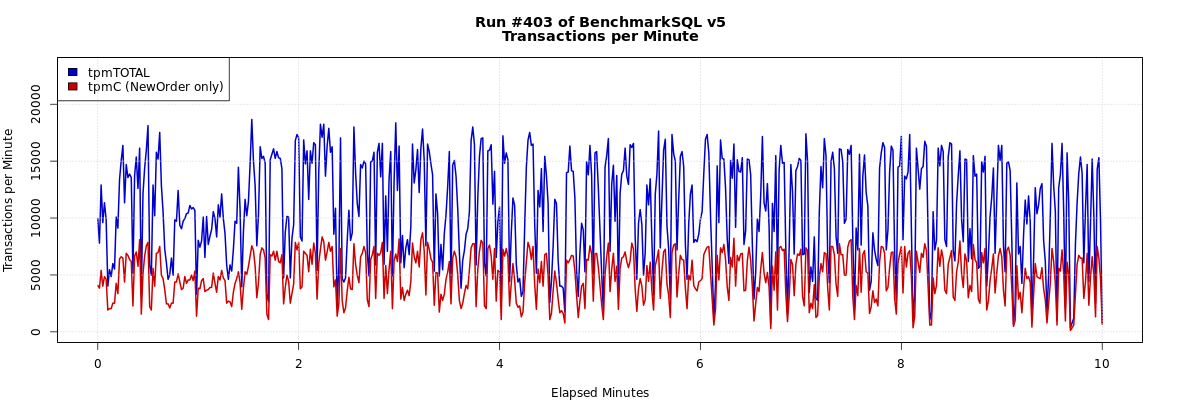 Run #403 of BenchmarkSQL v5
Transactions per Minute
tpmTOTAL
tpmC (NewOrder only)
Transactions per Minute
20000
15000
10000
5000
0
0 2 4 6 8 10
Elapsed Minutes